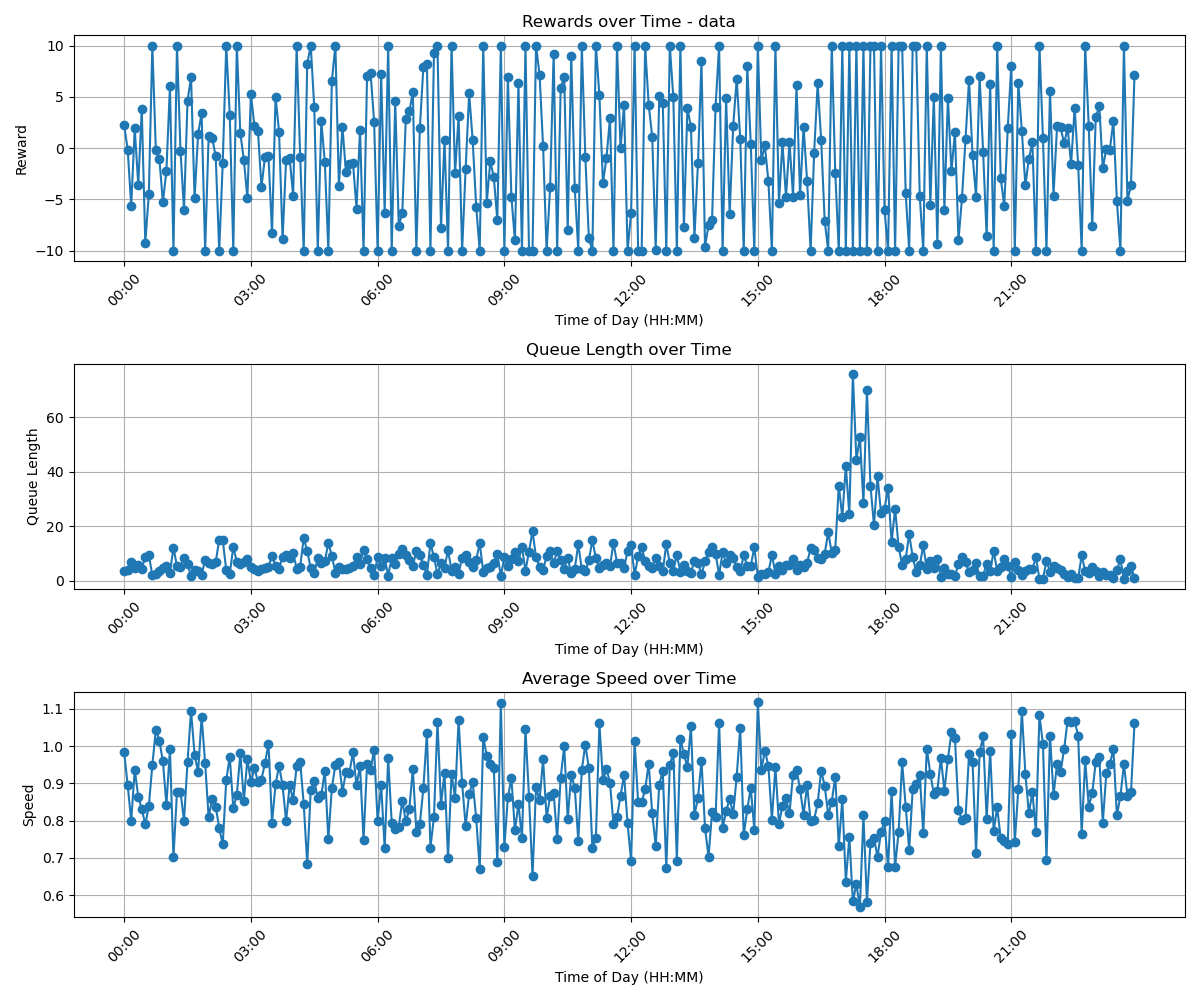 Rewards over Time - data
Reward
10
5
0
−5
−10
00:00 03:00 06:00 09:00 12:00 15:00 18:00 21:00
Time of Day (HH:MM)
Queue Length over Time
Queue Length
60
40
20
0
00:00 03:00 06:00 09:00 12:00 15:00 18:00 21:00
Time of Day (HH:MM)
Average Speed over Time
Speed
1.1
1.0
0.9
0.8
0.7
0.6
00:00 03:00 06:00 09:00 12:00 15:00 18:00 21:00
Time of Day (HH:MM)